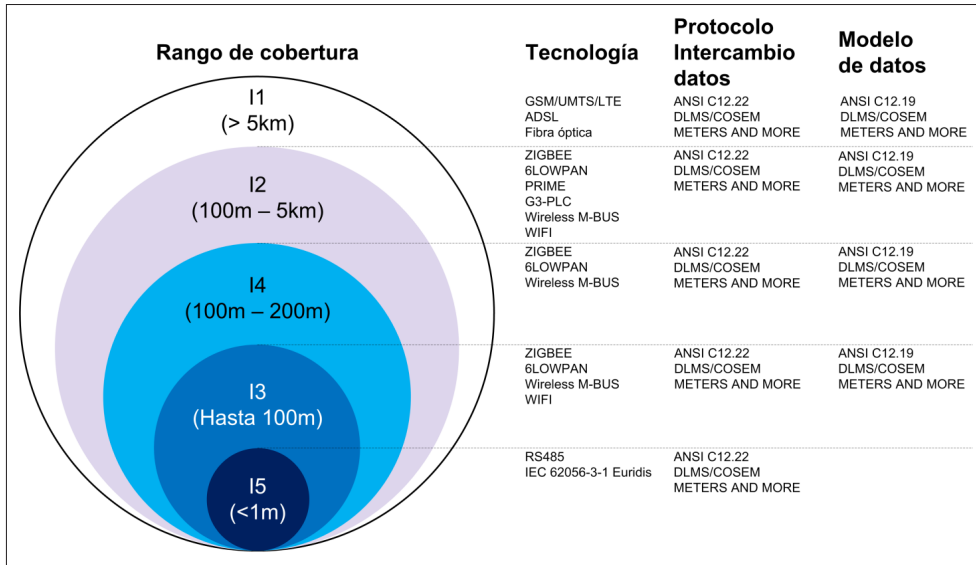 Rango de cobertura
Tecnología
Protocolo
Intercambio
datos
Modelo
de datos
I1
(> 5km)
GSM/UMTS/LTE
ADSL
Fibra óptica
ANSI C12.22
DLMS/COSEM
METERS AND MORE
ANSI C12.19
DLMS/COSEM
METERS AND MORE
I2
(100m – 5km)
ZIGBEE
6LOWPAN
PRIME
G3-PLC
Wireless M-BUS
WIFI
ANSI C12.22
DLMS/COSEM
METERS AND MORE
ANSI C12.19
DLMS/COSEM
METERS AND MORE
I4
(100m – 200m)
ZIGBEE
6LOWPAN
Wireless M-BUS
ANSI C12.22
DLMS/COSEM
METERS AND MORE
ANSI C12.19
DLMS/COSEM
METERS AND MORE
I3
(Hasta 100m)
ZIGBEE
6LOWPAN
Wireless M-BUS
WIFI
ANSI C12.22
DLMS/COSEM
METERS AND MORE
ANSI C12.19
DLMS/COSEM
METERS AND MORE
I5
(<1m)
RS485
IEC 62056-3-1 Euridis
ANSI C12.22
DLMS/COSEM
METERS AND MORE